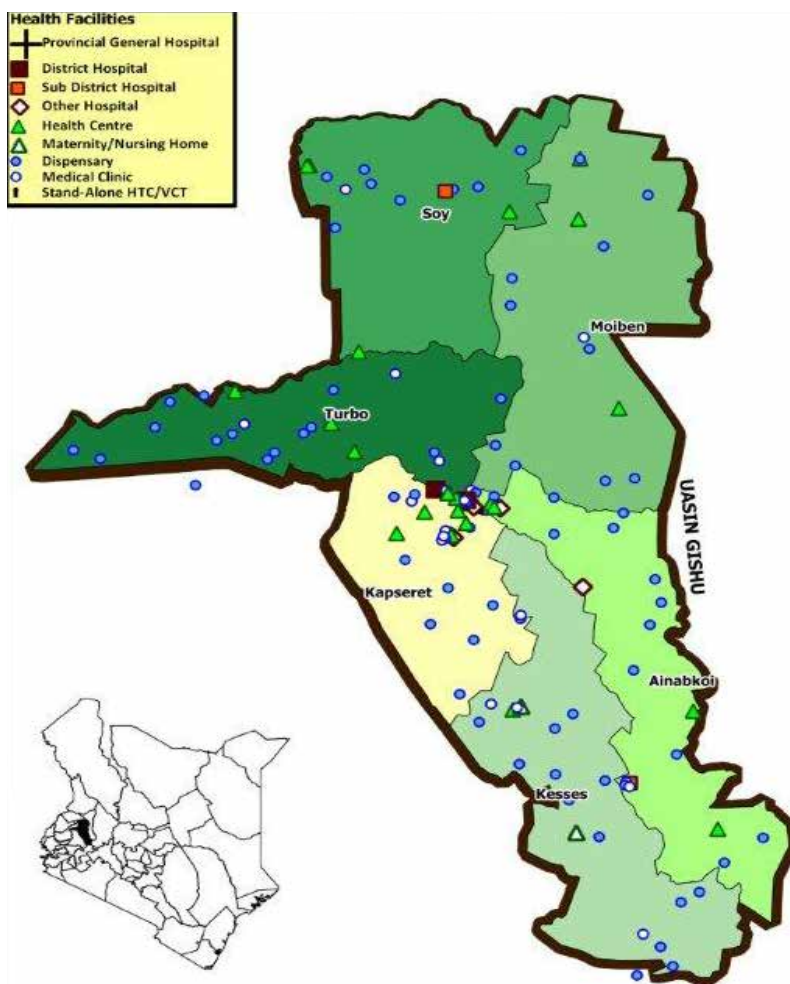 Health Facilities
Provincial General Hospital
District Hospital
Sub District Hospital
Other Hospital
Health Centre
Maternity/Nursing Home
Dispensary
Medical Clinic
Stand-Alone HTC/VCT
Soy
Moiben
Turbo
UASIN GISHU
Kapseret
Ainabkoi
Kesses